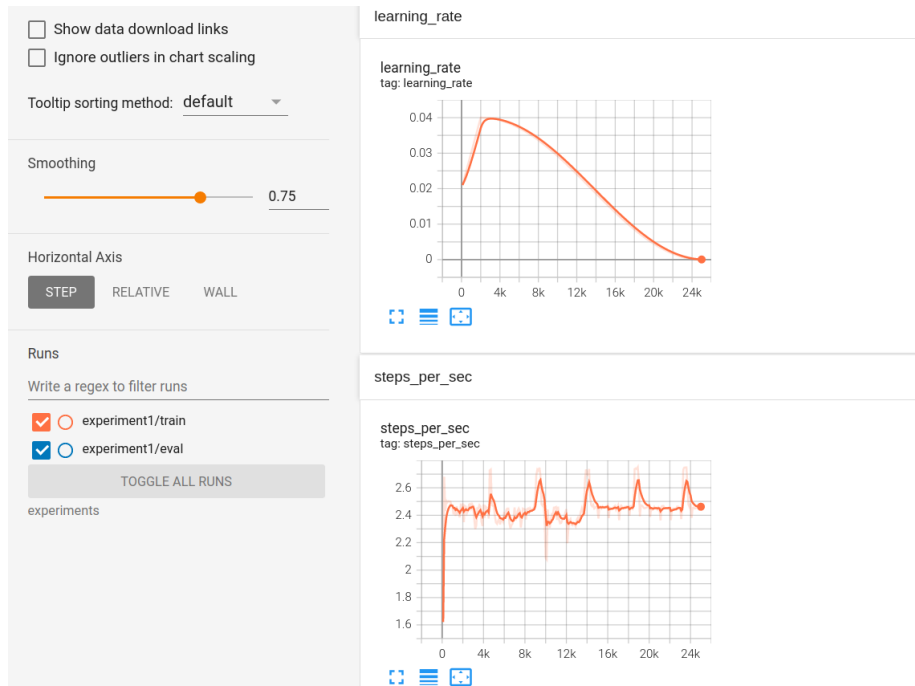 Show data download links
Ignore outliers in chart scaling
Tooltip sorting method: default
Smoothing
0.75
Horizontal Axis
STEP RELATIVE WALL
Runs
Write a regex to filter runs
experiment1/train
experiment1/eval
TOGGLE ALL RUNS
experiments
learning_rate
learning_rate
tag: learning_rate
0.04
0.03
0.02
0.01
0
0 4k 8k 12k 16k 20k 24k
steps_per_sec
steps_per_sec
tag: steps_per_sec
2.6
2.4
2.2
2
1.8
1.6
0 4k 8k 12k 16k 20k 24k